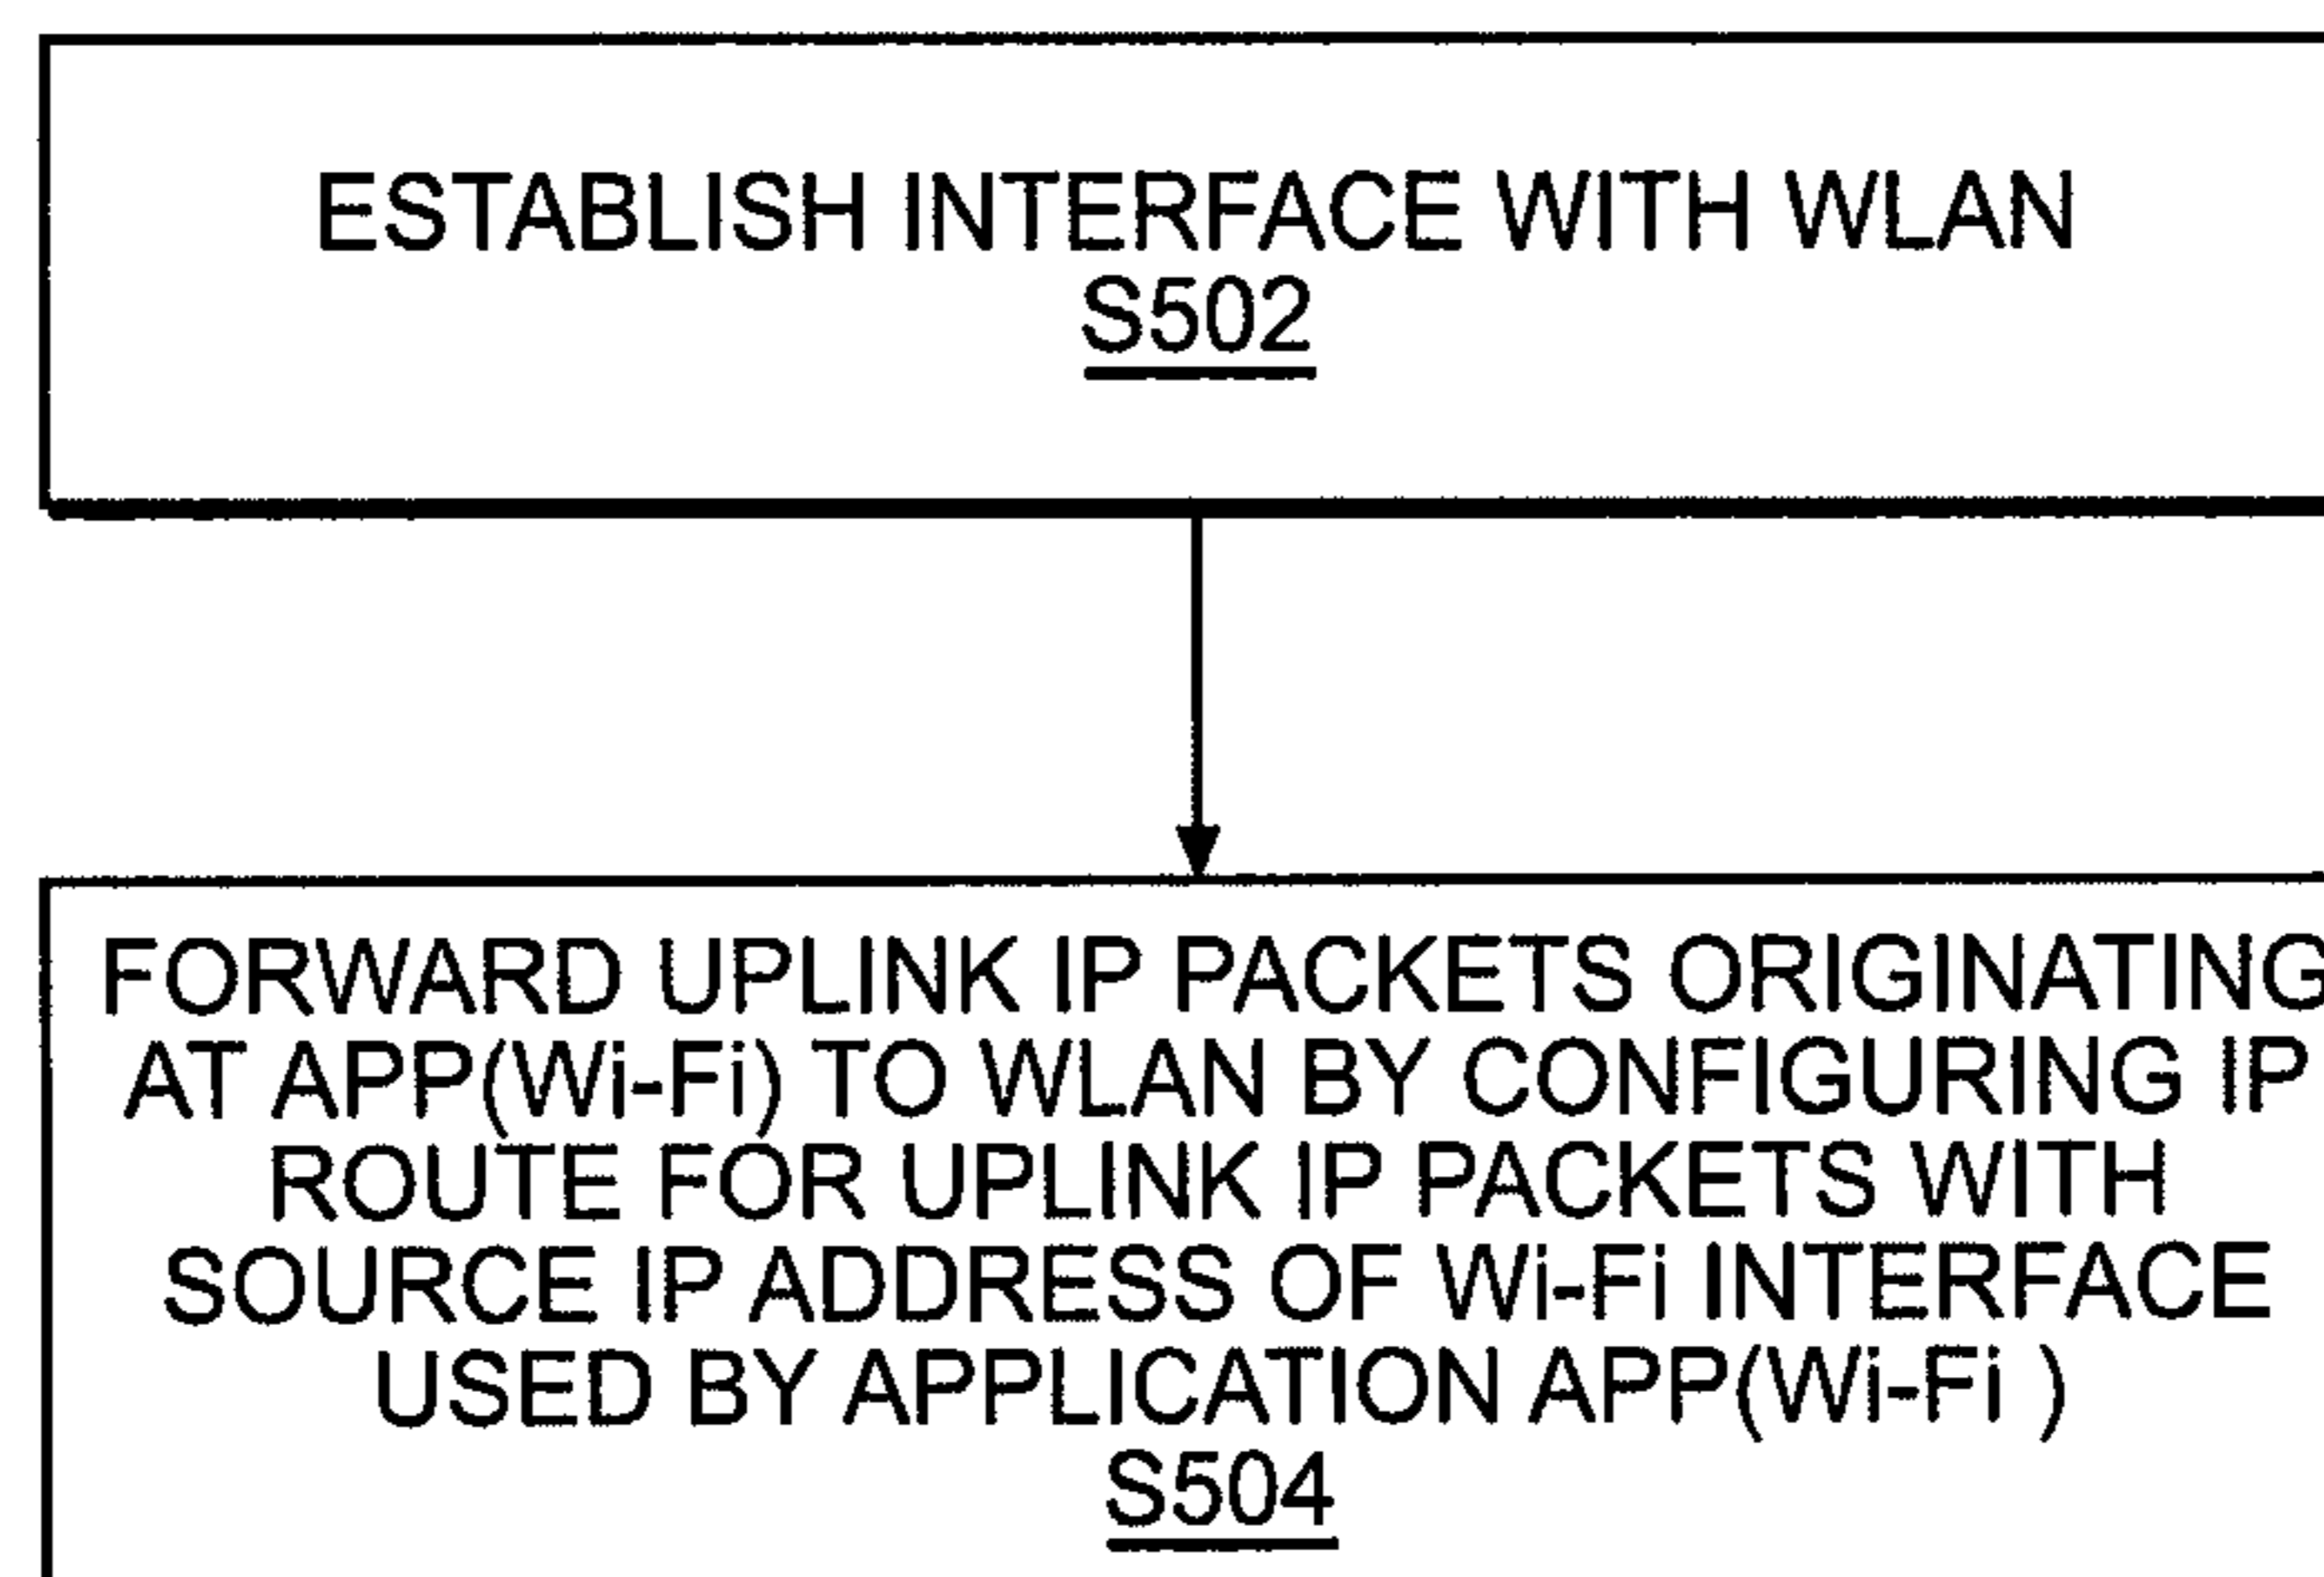 ESTABLISH INTERFACE WITH WLAN
S502
FORWARD UPLINK IP PACKETS ORIGINATING
AT APP(Wi-Fi) TO WLAN BY CONFIGURING IP
ROUTE FOR UPLINK IP PACKETS WITH
SOURCE IP ADDRESS OF Wi-Fi INTERFACE
USED BY APPLICATION APP(Wi-Fi )
S504